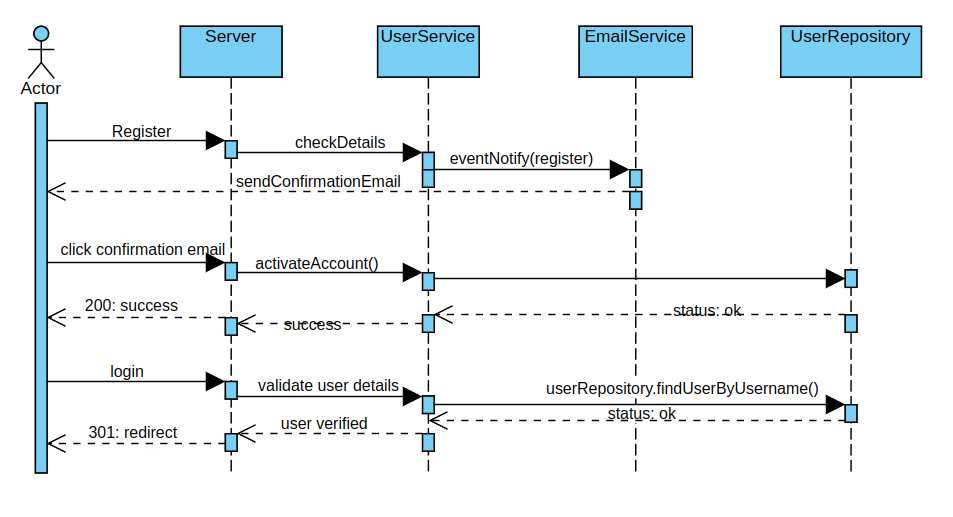 Server
UserService
EmailService
UserRepository
Actor
Register
checkDetails
eventNotify(register)
sendConfirmationEmail
click confirmation email
activateAccount()
200: success
success
status: ok
login
validate user details
userRepository.findUserByUsername()
status: ok
user verified
301: redirect